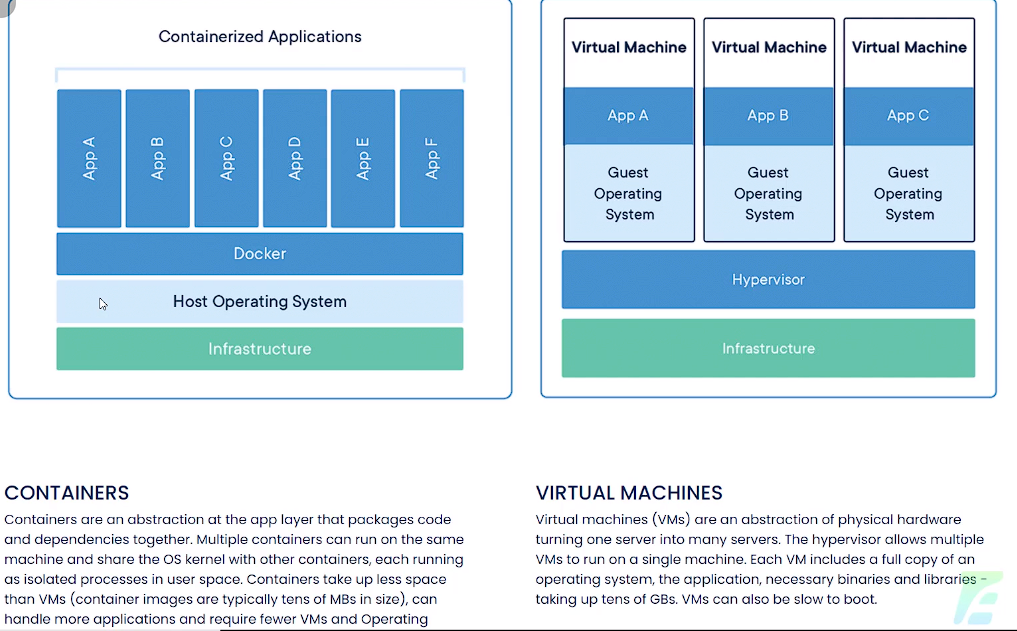 Containerized Applications
App A
App B
App C
App D
App E
App F
Docker
Host Operating System
Infrastructure
Virtual Machine
Virtual Machine
Virtual Machine
App A
App B
App C
Guest
Operating
System
Guest
Operating
System
Guest
Operating
System
Hypervisor
Infrastructure
CONTAINERS
Containers are an abstraction at the app layer that packages code
and dependencies together. Multiple containers can run on the same
machine and share the OS kernel with other containers, each running
as isolated processes in user space. Containers take up less space
than VMs (container images are typically tens of MBs in size), can
handle more applications and require fewer VMs and Operating
VIRTUAL MACHINES
Virtual machines (VMs) are an abstraction of physical hardware
turning one server into many servers. The hypervisor allows multiple
VMs to run on a single machine. Each VM includes a full copy of an
operating system, the application, necessary binaries and libraries –
taking up tens of GBs. VMs can also be slow to boot.